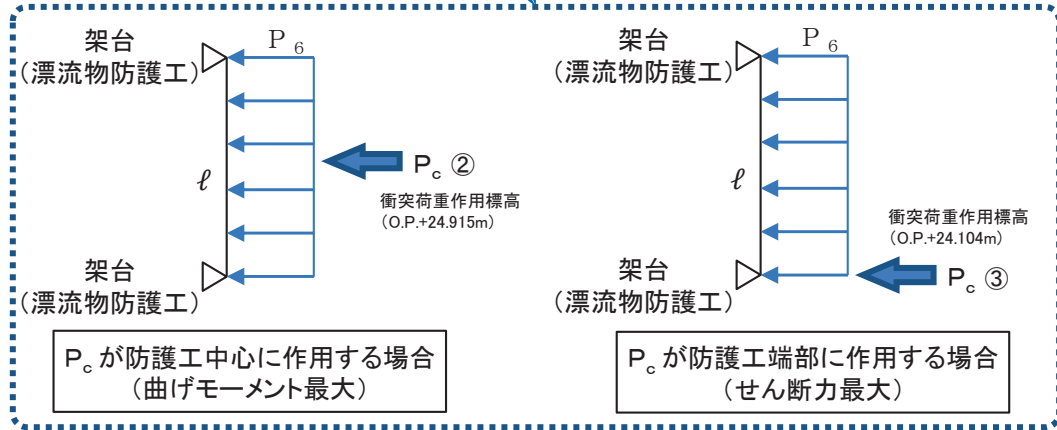 架台
(漂流物防護工)
P₆
ℓ
P꜀ ②
衝突荷重作用標高
(O.P.+24.915m)
架台
(漂流物防護工)
P꜀ が防護工中心に作用する場合
(曲げモーメント最大)
架台
(漂流物防護工)
P₆
ℓ
衝突荷重作用標高
(O.P.+24.104m)
P꜀ ③
架台
(漂流物防護工)
P꜀ が防護工端部に作用する場合
(せん断力最大)